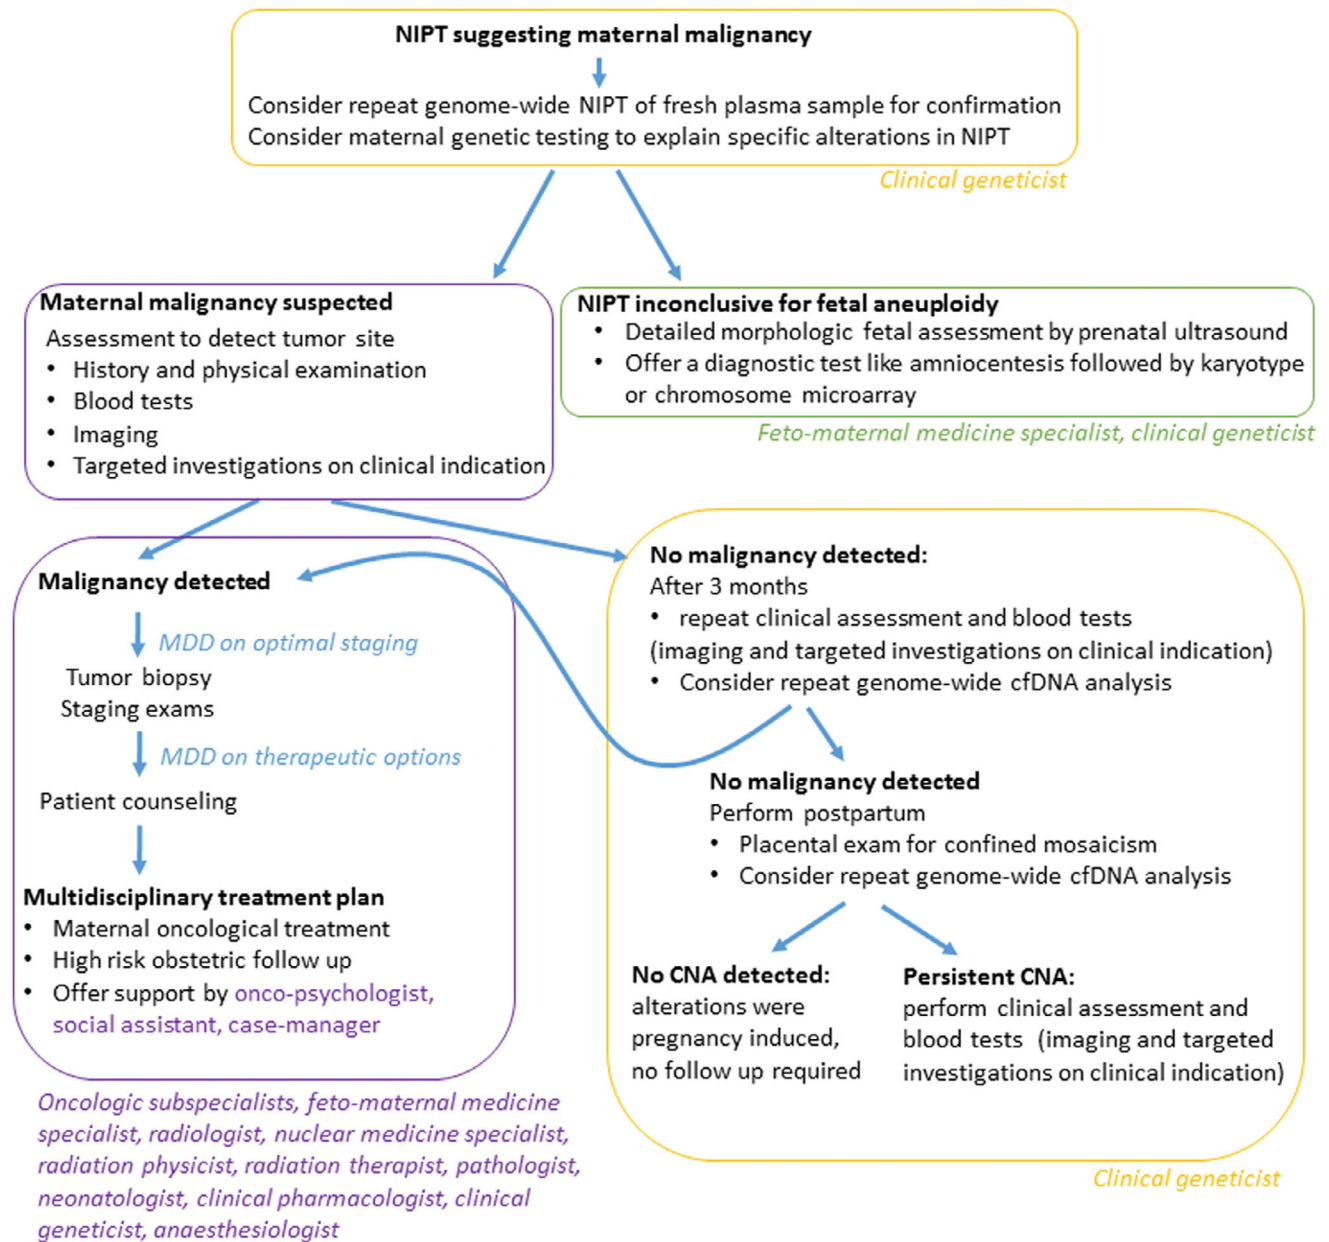 NIPT suggesting maternal malignancy
Consider repeat genome-wide NIPT of fresh plasma sample for confirmation
Consider maternal genetic testing to explain specific alterations in NIPT
Clinical geneticist
Maternal malignancy suspected
Assessment to detect tumor site
• History and physical examination
• Blood tests
• Imaging
• Targeted investigations on clinical indication
NIPT inconclusive for fetal aneuploidy
• Detailed morphologic fetal assessment by prenatal ultrasound
• Offer a diagnostic test like amniocentesis followed by karyotype
or chromosome microarray
Feto-maternal medicine specialist, clinical geneticist
Malignancy detected
MDD on optimal staging
Tumor biopsy
Staging exams
MDD on therapeutic options
Patient counseling
Multidisciplinary treatment plan
• Maternal oncological treatment
• High risk obstetric follow up
• Offer support by onco-psychologist,
social assistant, case-manager
Oncologic subspecialists, feto-maternal medicine
specialist, radiologist, nuclear medicine specialist,
radiation physicist, radiation therapist, pathologist,
neonatologist, clinical pharmacologist, clinical
geneticist, anaesthesiologist
No malignancy detected:
After 3 months
• repeat clinical assessment and blood tests
(imaging and targeted investigations on clinical indication)
• Consider repeat genome-wide cfDNA analysis
No malignancy detected
Perform postpartum
• Placental exam for confined mosaicism
• Consider repeat genome-wide cfDNA analysis
No CNA detected:
alterations were
pregnancy induced,
no follow up required
Persistent CNA:
perform clinical assessment and
blood tests (imaging and targeted
investigations on clinical indication)
Clinical geneticist